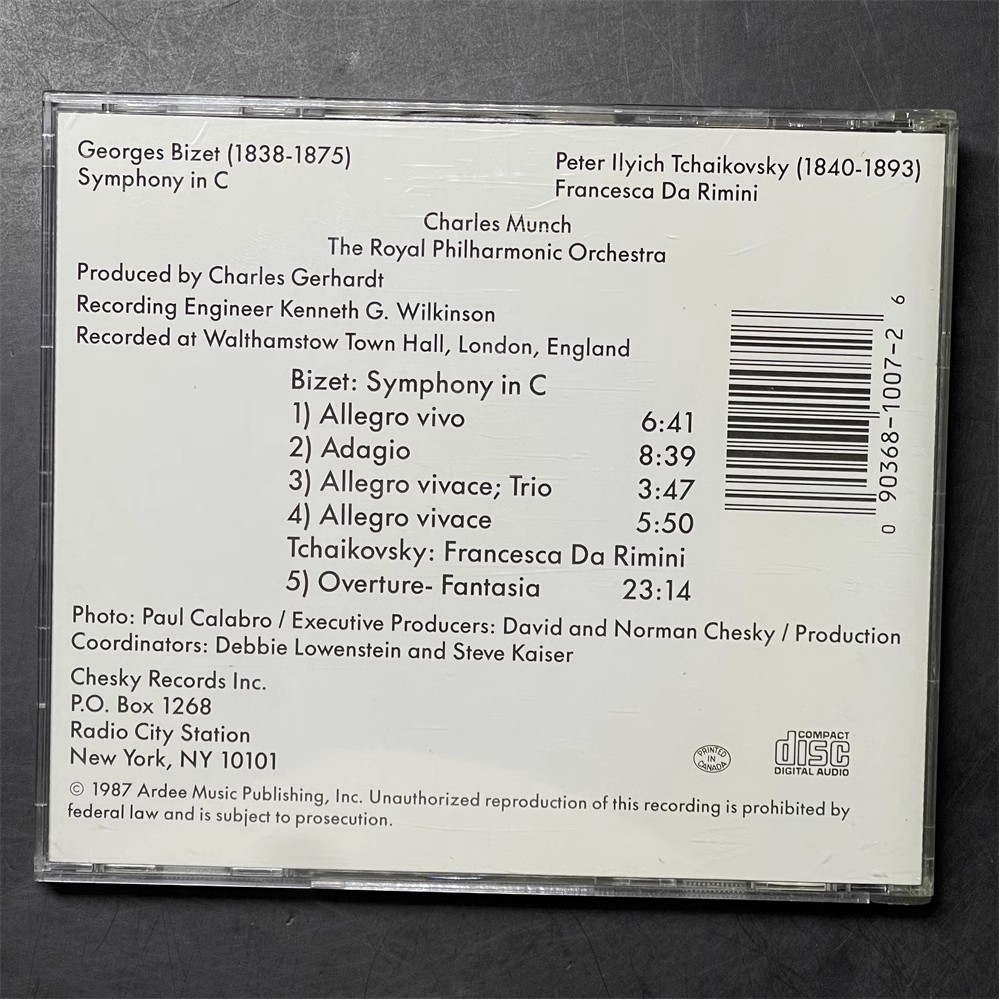 Georges Bizet (1838-1875)
Symphony in C
Peter Ilyich Tchaikovsky (1840-1893)
Francesca Da Rimini
Charles Munch
The Royal Philharmonic Orchestra
Produced by Charles Gerhardt
Recording Engineer Kenneth G. Wilkinson
Recorded at Walthamstow Town Hall, London, England
Bizet: Symphony in C
1) Allegro vivo 6:41
2) Adagio 8:39
3) Allegro vivace; Trio 3:47
4) Allegro vivace 5:50
Tchaikovsky: Francesca Da Rimini
5) Overture- Fantasia 23:14
0 90368-1007-2 6
Photo: Paul Calabro / Executive Producers: David and Norman Chesky / Production
Coordinators: Debbie Lowenstein and Steve Kaiser
Chesky Records Inc.
P.O. Box 1268
Radio City Station
New York, NY 10101
PRINTED
IN
CANADA
COMPACT
disc
DIGITAL AUDIO
© 1987 Ardee Music Publishing, Inc. Unauthorized reproduction of this recording is prohibited by
federal law and is subject to prosecution.